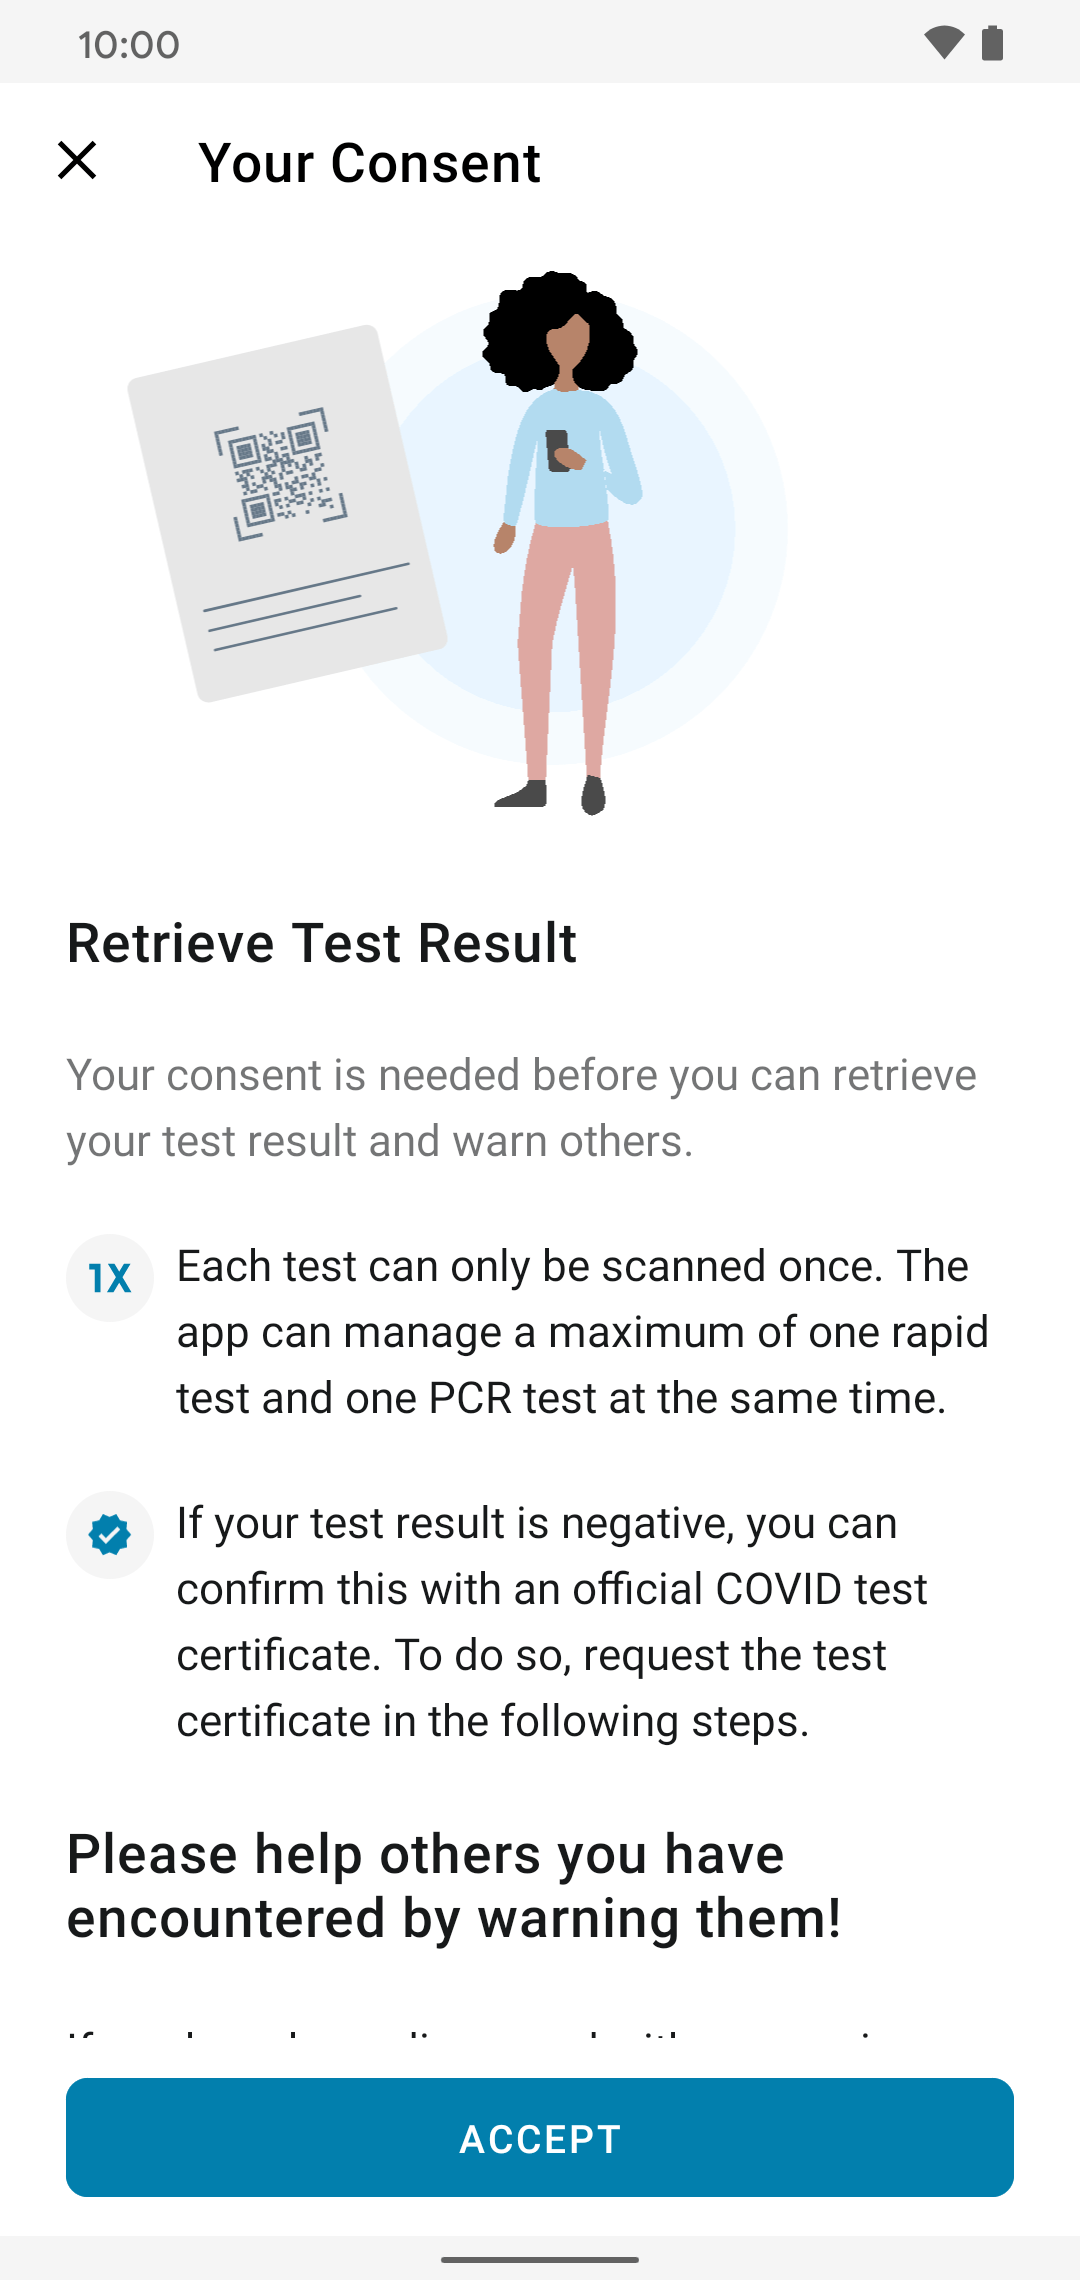 10:00
Your Consent
Retrieve Test Result
Your consent is needed before you can retrieve
your test result and warn others.
1X
Each test can only be scanned once. The
app can manage a maximum of one rapid
test and one PCR test at the same time.
If your test result is negative, you can
confirm this with an official COVID test
certificate. To do so, request the test
certificate in the following steps.
Please help others you have
encountered by warning them!
ACCEPT